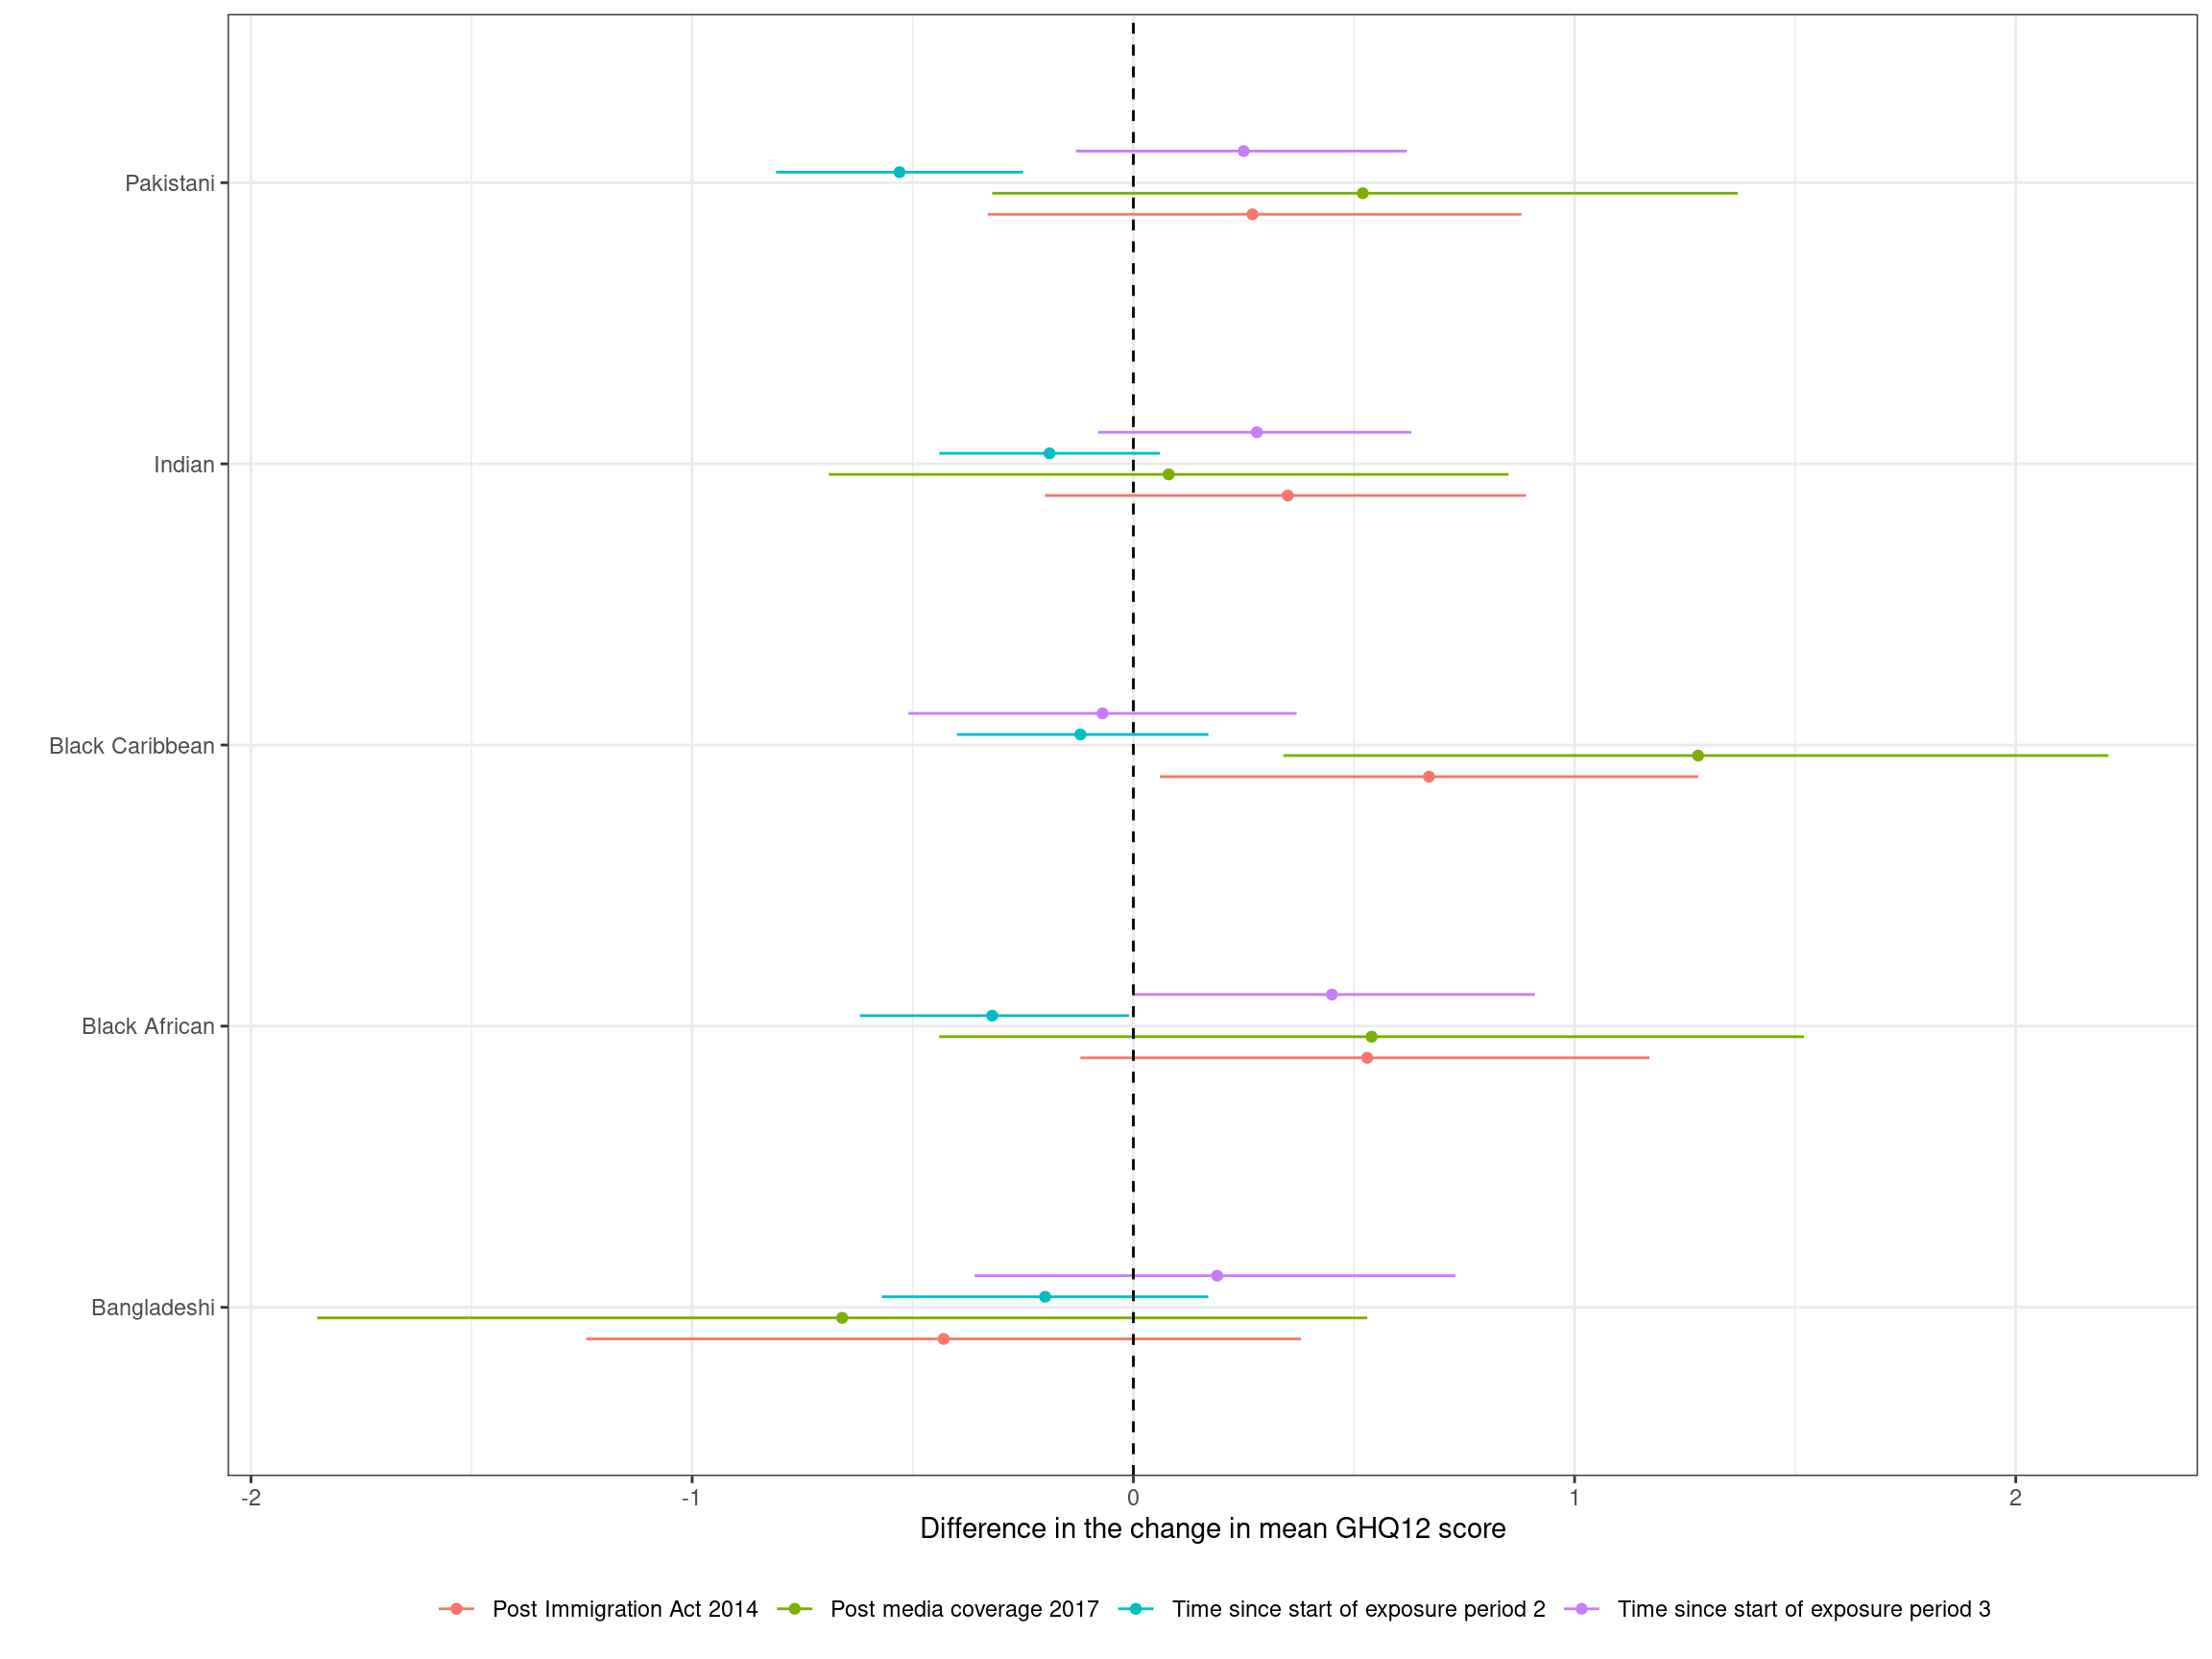 Pakistani
Indian
Black Caribbean
Black African
Bangladeshi
-2 -1 0 1 2
Difference in the change in mean GHQ12 score
Post Immigration Act 2014 Post media coverage 2017 Time since start of exposure period 2 Time since start of exposure period 3